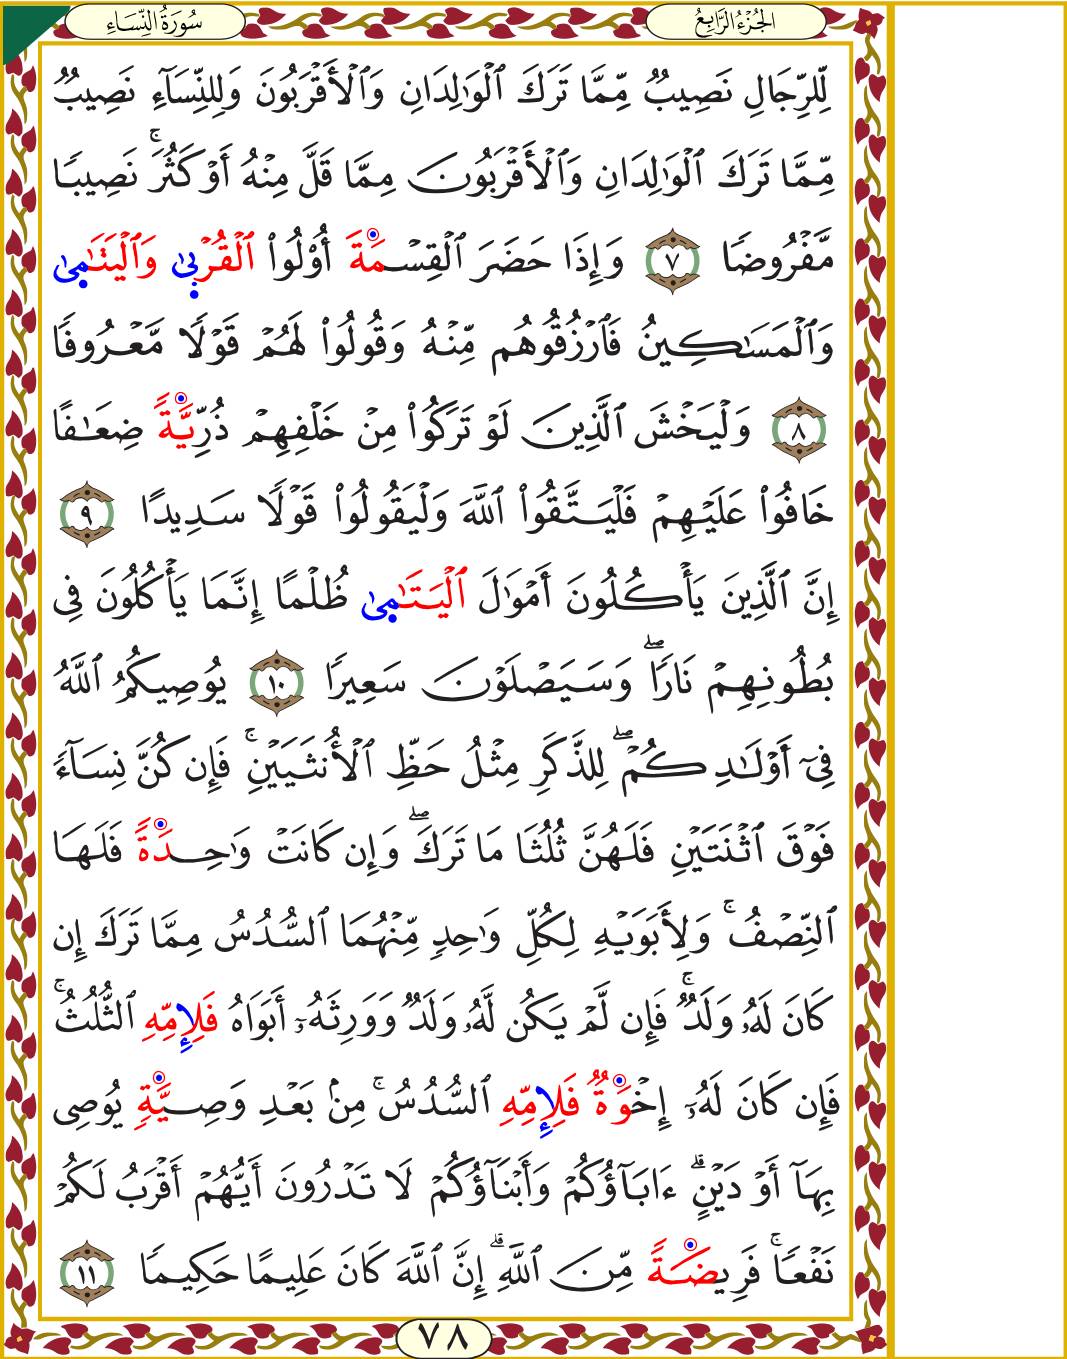 الجُزْءُ الرَّابِعُ
سُورَةُ النِّسَاءِ
لِّلرِّجَالِ نَصِيبٌ مِّمَّا تَرَكَ ٱلْوَٰلِدَانِ وَٱلْأَقْرَبُونَ وَلِلنِّسَآءِ نَصِيبٌ
مِّمَّا تَرَكَ ٱلْوَٰلِدَانِ وَٱلْأَقْرَبُونَ مِمَّا قَلَّ مِنْهُ أَوْ كَثُرَ ۚ نَصِيبًا
مَّفْرُوضًا ٧ وَإِذَا حَضَرَ ٱلْقِسْمَةَ أُو۟لُوا۟ ٱلْقُرْبَىٰ وَٱلْيَتَٰمَىٰ
وَٱلْمَسَٰكِينُ فَٱرْزُقُوهُم مِّنْهُ وَقُولُوا۟ لَهُمْ قَوْلًا مَّعْرُوفًا
٨ وَلْيَخْشَ ٱلَّذِينَ لَوْ تَرَكُوا۟ مِنْ خَلْفِهِمْ ذُرِّيَّةً ضِعَٰفًا
خَافُوا۟ عَلَيْهِمْ فَلْيَتَّقُوا۟ ٱللَّهَ وَلْيَقُولُوا۟ قَوْلًا سَدِيدًا ٩
إِنَّ ٱلَّذِينَ يَأْكُلُونَ أَمْوَٰلَ ٱلْيَتَٰمَىٰ ظُلْمًا إِنَّمَا يَأْكُلُونَ فِى
بُطُونِهِمْ نَارًا ۖ وَسَيَصْلَوْنَ سَعِيرًا ١٠ يُوصِيكُمُ ٱللَّهُ
فِىٓ أَوْلَٰدِكُمْ ۖ لِلذَّكَرِ مِثْلُ حَظِّ ٱلْأُنثَيَيْنِ ۚ فَإِن كُنَّ نِسَآءً
فَوْقَ ٱثْنَتَيْنِ فَلَهُنَّ ثُلُثَا مَا تَرَكَ ۖ وَإِن كَانَتْ وَٰحِدَةً فَلَهَا
ٱلنِّصْفُ ۚ وَلِأَبَوَيْهِ لِكُلِّ وَٰحِدٍ مِّنْهُمَا ٱلسُّدُسُ مِمَّا تَرَكَ إِن
كَانَ لَهُۥ وَلَدٌ ۚ فَإِن لَّمْ يَكُن لَّهُۥ وَلَدٌ وَوَرِثَهُۥٓ أَبَوَاهُ فَلِإِمِّهِ ٱلثُّلُثُ ۚ
فَإِن كَانَ لَهُۥٓ إِخْوَةٌ فَلِإِمِّهِ ٱلسُّدُسُ ۚ مِنۢ بَعْدِ وَصِيَّةٍ يُوصِى
بِهَآ أَوْ دَيْنٍ ۗ ءَابَآؤُكُمْ وَأَبْنَآؤُكُمْ لَا تَدْرُونَ أَيُّهُمْ أَقْرَبُ لَكُمْ
نَفْعًا ۚ فَرِيضَةً مِّنَ ٱللَّهِ ۗ إِنَّ ٱللَّهَ كَانَ عَلِيمًا حَكِيمًا ١١
٧٨